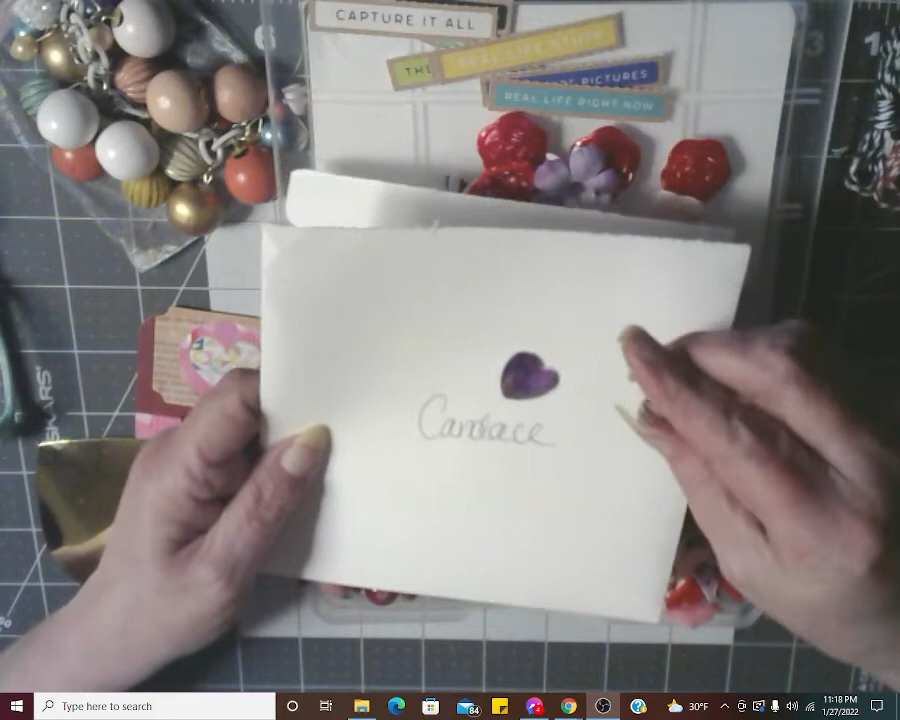 CAPTURE IT ALL
REAL LIFE STUFF
THE
PICTURES
REAL LIFE RIGHT NOW
Candace
Type here to search
84
30°F
11:18 PM
1/27/2022